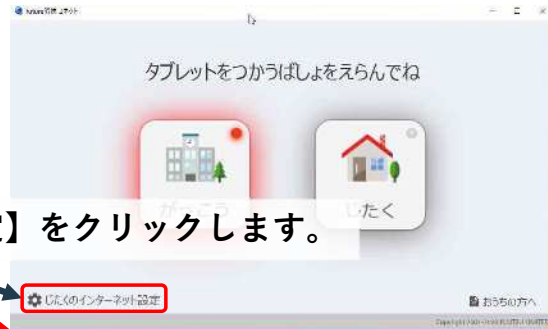 タブレットをつかうばしょをえらんでね
じたく
】をクリックします。
じたくのインターネット設定
おうちの方へ